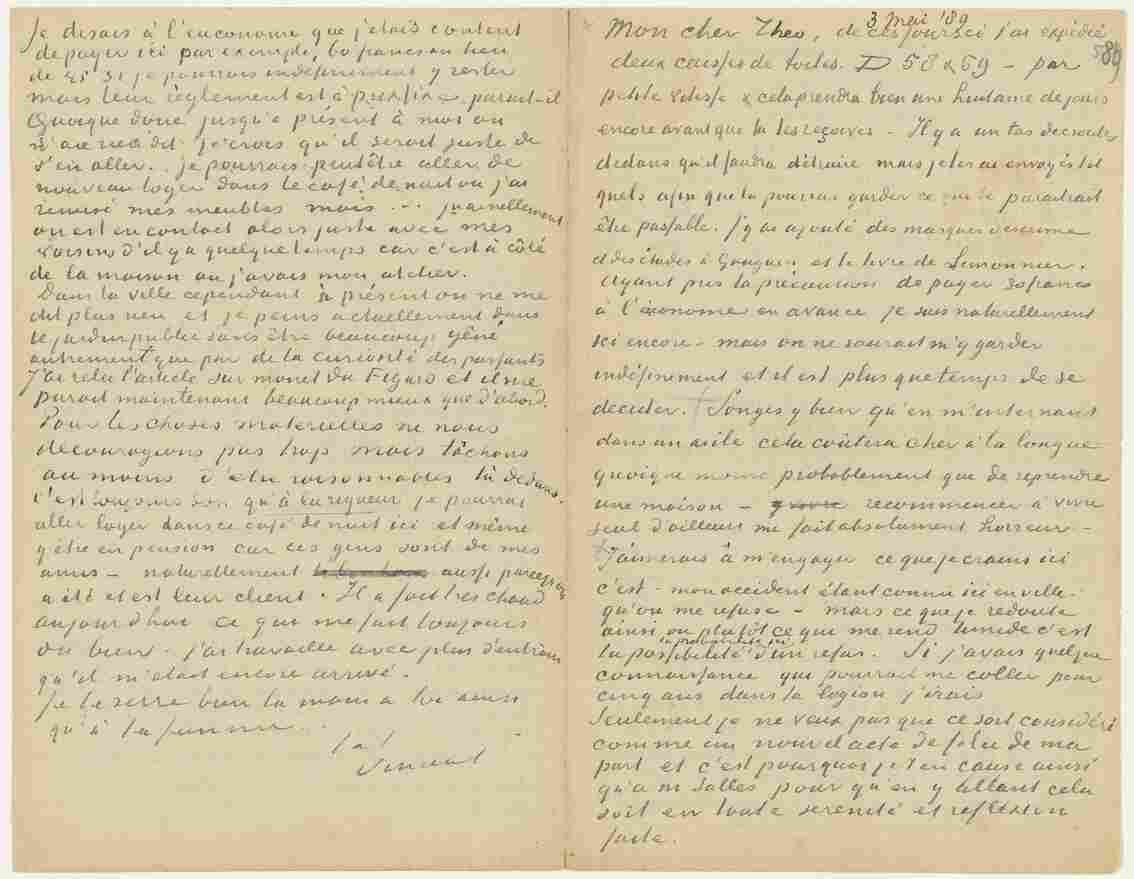 3 mai '89
589
Mon cher Theo, de ces jours ci j'ai expédié
deux caisses de toiles. D 58 & 59 – par
petite vitesse & cela prendra bien une huitaine de jours
encore avant que tu les reçoives – Il y a un tas de croutes
dedans qu'il faudra détruire mais je les ai envoyés tel
quels afin que tu pourras garder ce qui te paraîtrait
être passable. J'y ai ajouté des masques d'escrime
et des études à Gauguin et le livre de Lemonnier.
Ayant pris la précaution de payer 30 francs
à l'économe en avance je suis naturellement
ici encore – mais on ne saurait m'y garder
indéfiniment et il est plus que temps de se
décider. Songes y bien qu'en m'internant
dans un asile cela coûtera cher à la longue
quoique moins probablement que de reprendre
une maison – recommencer à vivre
seul d'ailleurs me fait absolument horreur –
J'aimerais à m'engager ce que je crains ici
c'est – mon accident étant connu ici en ville –
qu'on me refuse – mais ce que je redoute
ainsi ou plutôt ce qui me rend timide c'est
la probabilité ici
la possibilité d'un refus. Si j'avais quelque
connaissance qui pourrait me coller pour
cinq ans dans la légion j'irais
Seulement je ne veux pas que ce soit considéré
comme un nouvel acte de folie de ma
part et c'est pourquoi je t'en cause ainsi
qu'à m Salles pour qu'en y allant cela
soit en toute serenité et reflexion
faite.
Je disais à l'econome que j'étais content
de payer ici par exemple, 60 francs au lieu
de 45 si je pourrais indéfiniment y rester
mais leur règlement est à prix fixe, parait-il
Quoique donc jusqu'à présent à moi on
n'aie rien dit je crois qu'il serait juste de
s'en aller. je pourrais peutêtre aller de
nouveau loger dans le café de nuit où j'ai
remisé mes meubles mais ... journellement
on est en contact alors juste avec mes
voisins d'il y a quelque temps car c'est à côté
de la maison où j'avais mon atelier.
Dans la ville cependant à présent on ne me
dit plus rien et je peins actuellement dans
le jardin public sans être beaucoup gêné
autrement que par de la curiosité des passants
J'ai relu l'article sur monet du Figaro et il me
parait maintenant beaucoup mieux que d'abord.
Pour les choses materielles ne nous
decourageons pas trop mais tâchons
au moins d'être raisonnables là dedans.
c'est toujours bon qu'à la rigueur je pourrai
aller loger dans ce café de nuit ici et même
y être en pension car ces gens sont de mes
amis – naturellement aussi parcequ'on
a été et est leur client. Il a fait très chaud
aujourd'hui ce qui me fait toujours
du bien – j'ai travaillé avec plus d'entrain
qu'il m'était encore arrivé.
Je te serre bien la main à toi ainsi
qu'à ta femme.
t. à t.
Vincent